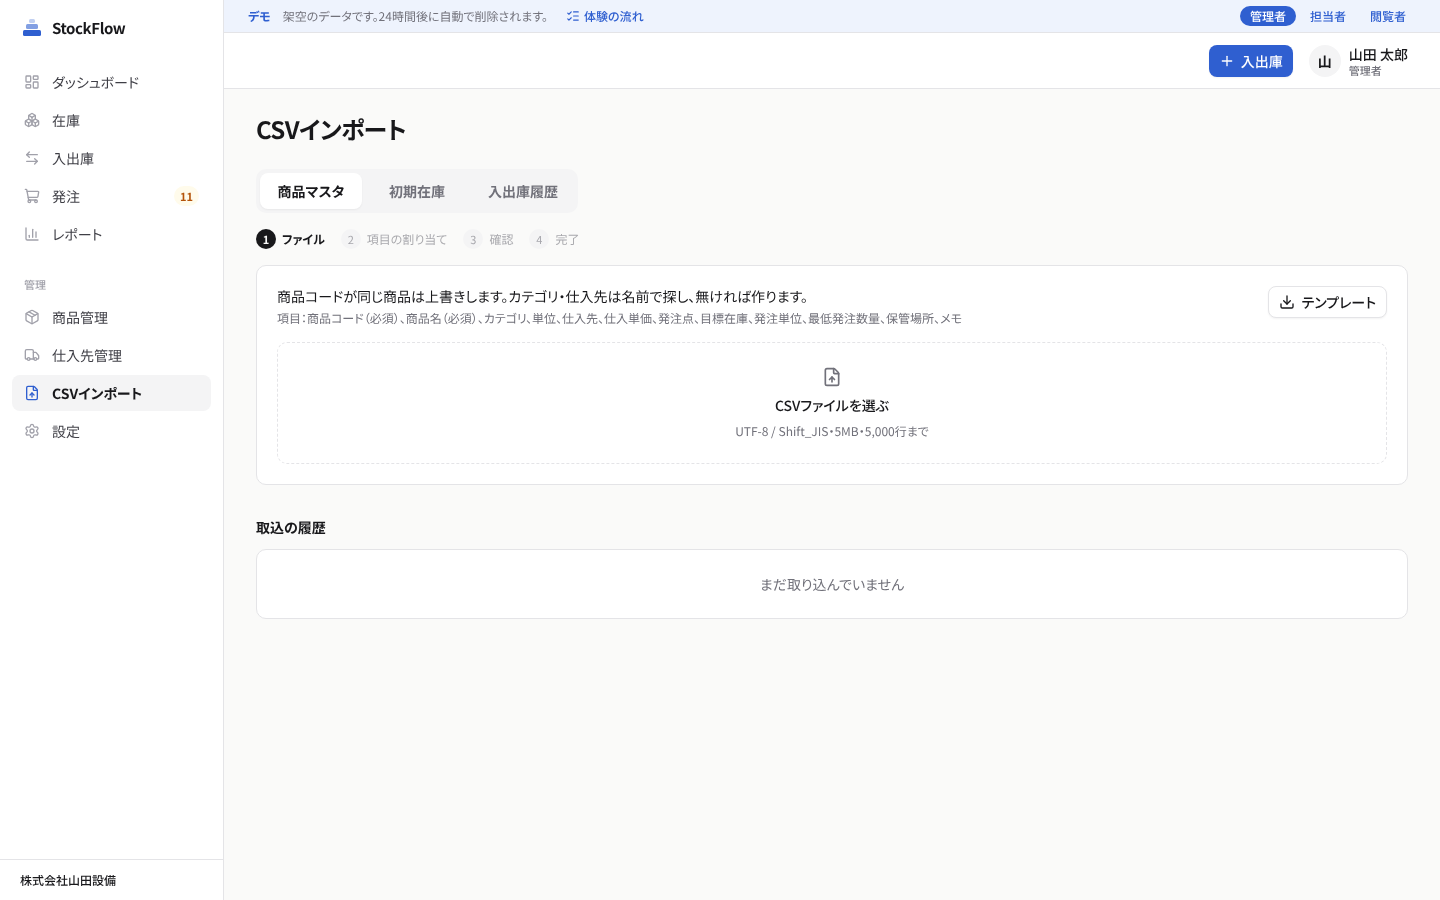 StockFlow
ダッシュボード
在庫
入出庫
発注 11
レポート
管理
商品管理
仕入先管理
CSVインポート
設定
株式会社山田設備
デモ 架空のデータです。24時間後に自動で削除されます。 体験の流れ 管理者 担当者 閲覧者
入出庫 山 山田 太郎
管理者
CSVインポート
商品マスタ 初期在庫 入出庫履歴
1 ファイル 2 項目の割り当て 3 確認 4 完了
商品コードが同じ商品は上書きします。カテゴリ・仕入先は名前で探し、無ければ作ります。
テンプレート
項目：商品コード（必須）、商品名（必須）、カテゴリ、単位、仕入先、仕入単価、発注点、目標在庫、発注単位、最低発注数量、保管場所、メモ
CSVファイルを選ぶ
UTF-8 / Shift_JIS・5MB・5,000行まで
取込の履歴
まだ取り込んでいません